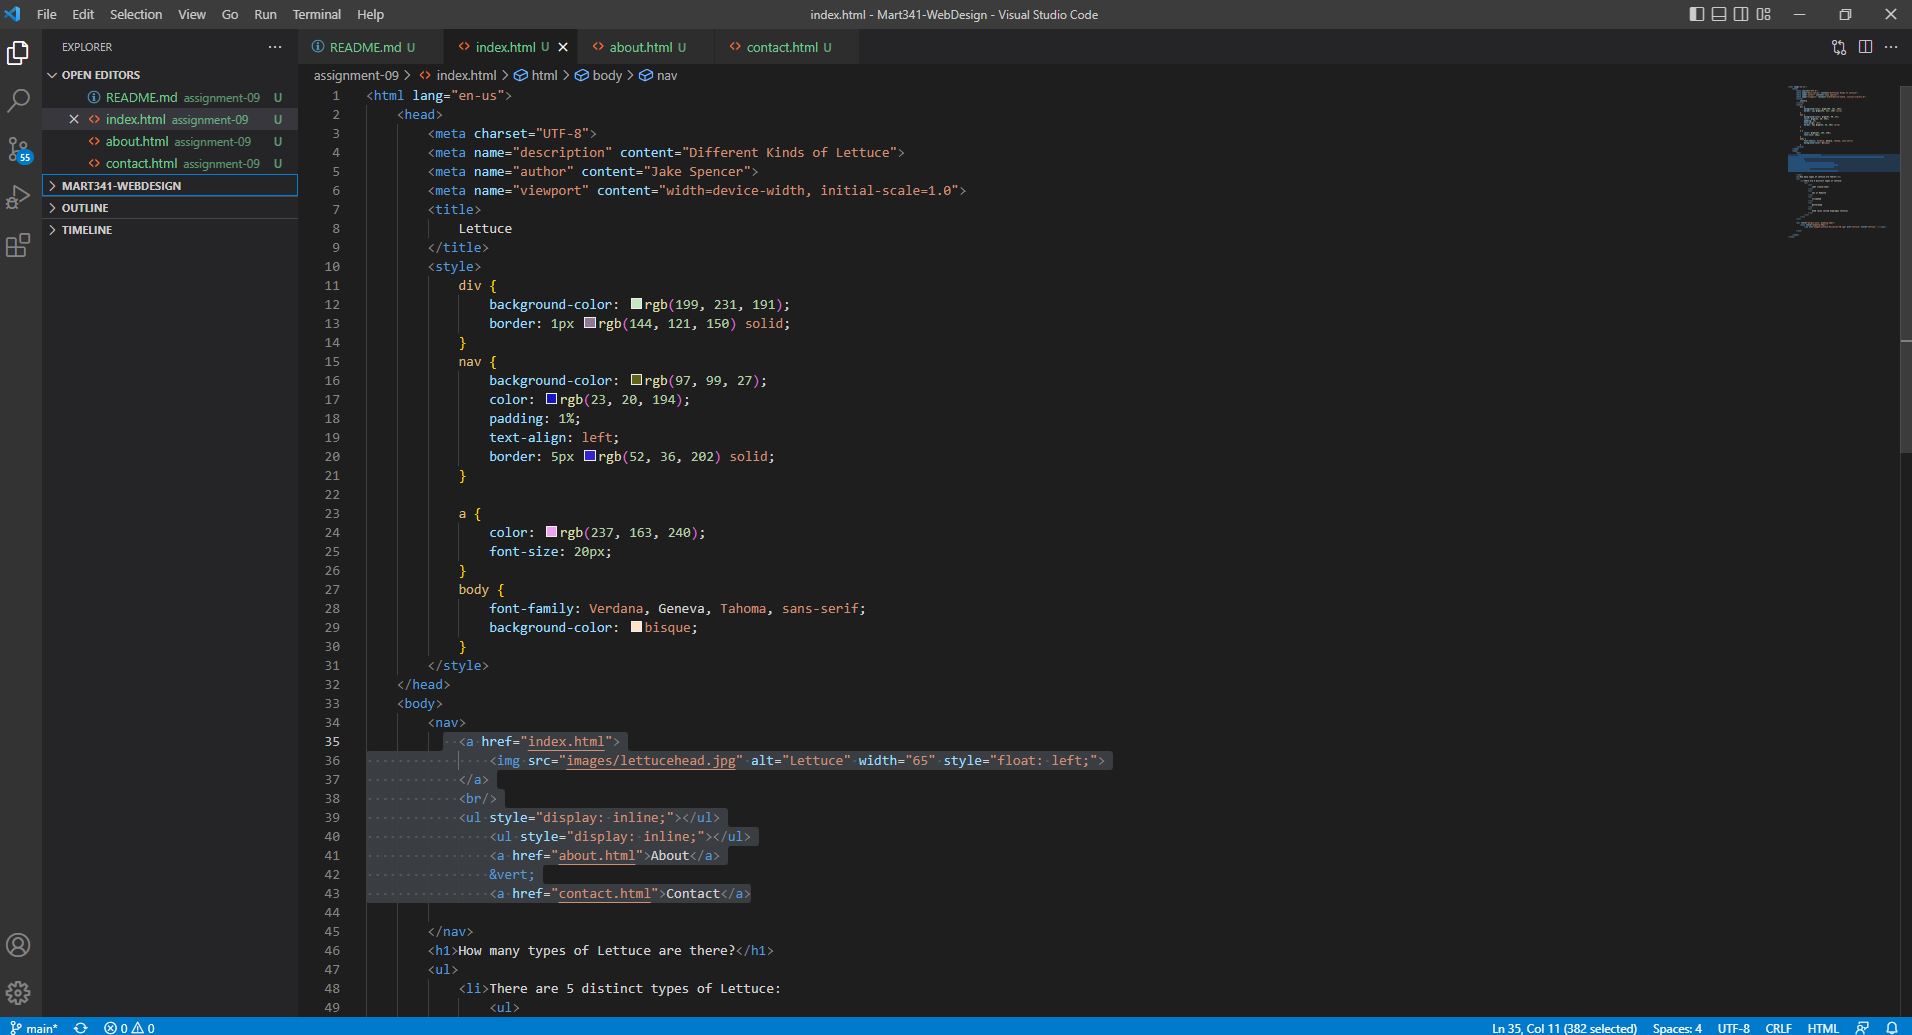 File Edit Selection View Go Run Terminal Help
index.html - Mart341-WebDesign - Visual Studio Code
EXPLORER
OPEN EDITORS
README.md assignment-09 U
index.html assignment-09 U
about.html assignment-09 U
contact.html assignment-09 U
MART341-WEBDESIGN
OUTLINE
TIMELINE
55
README.md U
index.html U
about.html U
contact.html U
assignment-09 > index.html > html > body > nav
1 <html lang="en-us">
2 <head>
3 <meta charset="UTF-8">
4 <meta name="description" content="Different Kinds of Lettuce">
5 <meta name="author" content="Jake Spencer">
6 <meta name="viewport" content="width=device-width, initial-scale=1.0">
7 <title>
8 Lettuce
9 </title>
10 <style>
11 div {
12 background-color: rgb(199, 231, 191);
13 border: 1px rgb(144, 121, 150) solid;
14 }
15 nav {
16 background-color: rgb(97, 99, 27);
17 color: rgb(23, 20, 194);
18 padding: 1%;
19 text-align: left;
20 border: 5px rgb(52, 36, 202) solid;
21 }
22
23 a {
24 color: rgb(237, 163, 240);
25 font-size: 20px;
26 }
27 body {
28 font-family: Verdana, Geneva, Tahoma, sans-serif;
29 background-color: bisque;
30 }
31 </style>
32 </head>
33 <body>
34 <nav>
35 <a href="index.html">
36 <img src="images/lettucehead.jpg" alt="Lettuce" width="65" style="float: left;">
37 </a>
38 <br/>
39 <ul style="display: inline;"></ul>
40 <ul style="display: inline;"></ul>
41 <a href="about.html">About</a>
42 &vert;
43 <a href="contact.html">Contact</a>
44
45 </nav>
46 <h1>How many types of Lettuce are there?</h1>
47 <ul>
48 <li>There are 5 distinct types of Lettuce:
49 <ul>
main* 0 0 Ln 35, Col 11 (382 selected) Spaces: 4 UTF-8 CRLF HTML